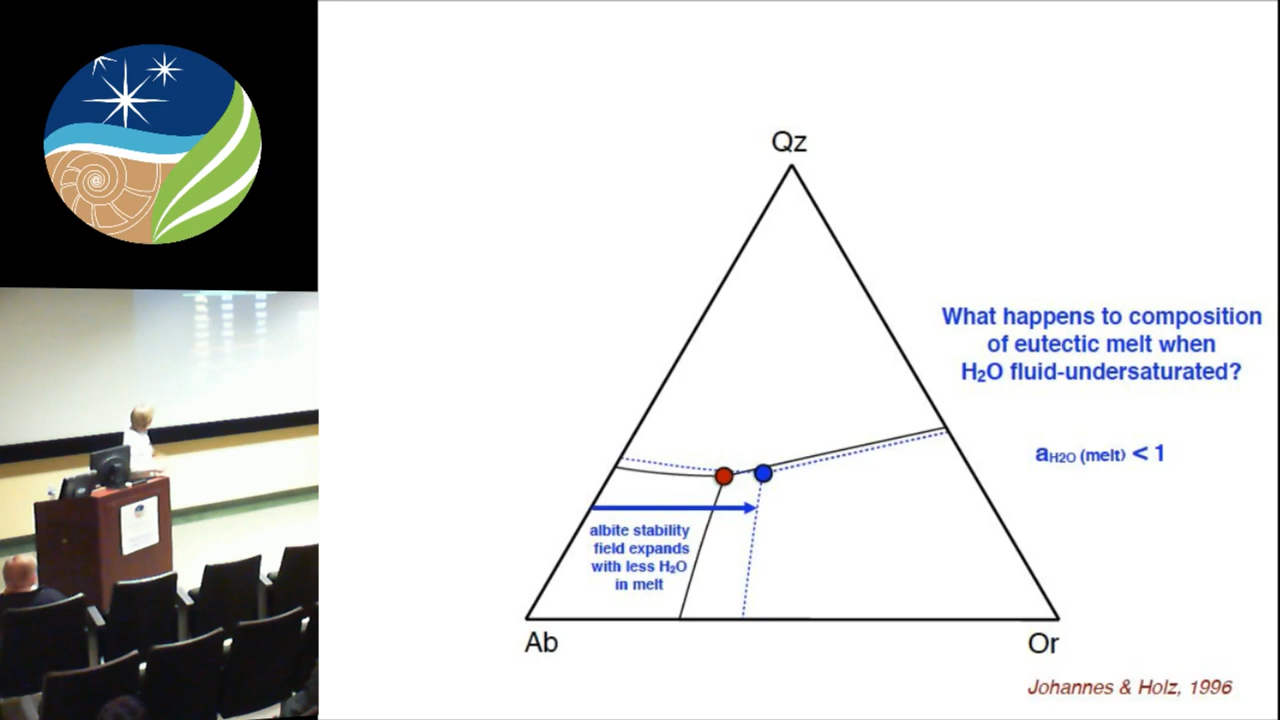 Qz
What happens to composition
of eutectic melt when
H₂O fluid-undersaturated?
aH2O (melt) < 1
albite stability
field expands
with less H₂O
in melt
Ab
Or
Johannes & Holz, 1996